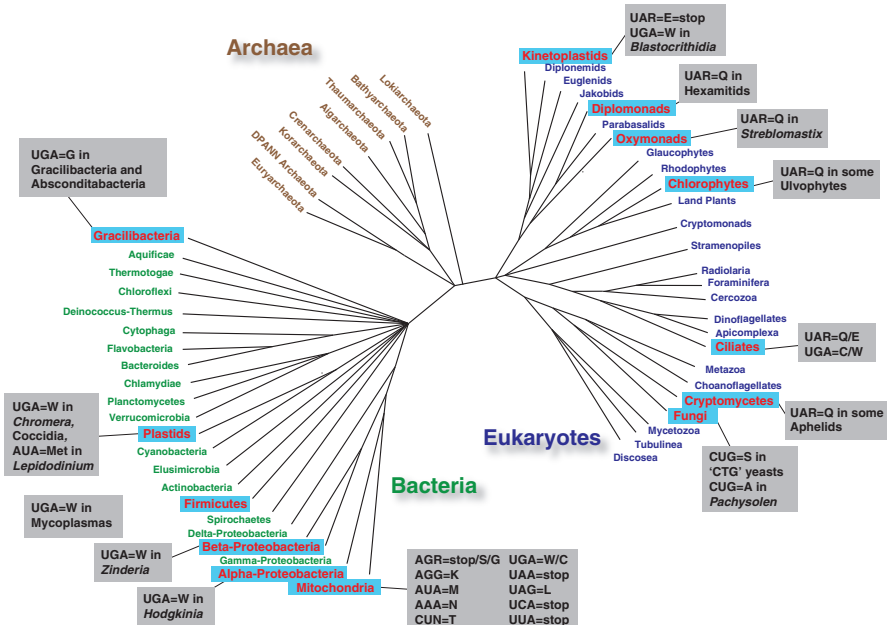 Archaea
Lokiarchaeota
Bathyarchaeota
Thaumarchaeota
Aigarchaeota
Crenarchaeota
Korarchaeota
DPANN Archaeota
Euryarchaeota
UAR=E=stop
UGA=W in
Blastocrithidia
Kinetoplastids
Diplonemids
Euglenids
Jakobids
UAR=Q in
Hexamitids
Diplomonads
Parabasalids
Oxymonads
UAR=Q in
Streblomastix
Glaucophytes
Rhodophytes
Chlorophytes
UAR=Q in some
Ulvophytes
Land Plants
Cryptomonads
Stramenopiles
Radiolaria
Foraminifera
Cercozoa
Dinoflagellates
Apicomplexa
Ciliates
UAR=Q/E
UGA=C/W
Metazoa
Choanoflagellates
Cryptomycetes
UAR=Q in some
Aphelids
Fungi
CUG=S in
‘CTG’ yeasts
CUG=A in
Pachysolen
Mycetozoa
Tubulinea
Discosea
Eukaryotes
UGA=G in
Gracilibacteria and
Absconditabacteria
Gracilibacteria
Aquificae
Thermotogae
Chloroflexi
Deinococcus-Thermus
Cytophaga
Flavobacteria
Bacteroides
Chlamydiae
Planctomycetes
Verrucomicrobia
UGA=W in
Chromera,
Coccidia,
AUA=Met in
Lepidodinium
Plastids
Cyanobacteria
Elusimicrobia
Actinobacteria
Firmicutes
UGA=W in
Mycoplasmas
Spirochaetes
Delta-Proteobacteria
Beta-Proteobacteria
UGA=W in
Zinderia
Gamma-Proteobacteria
Alpha-Proteobacteria
UGA=W in
Hodgkinia
Mitochondria
Bacteria
AGR=stop/S/G UGA=W/C
AGG=K UAA=stop
AUA=M UAG=L
AAA=N UCA=stop
CUN=T UUA=stop